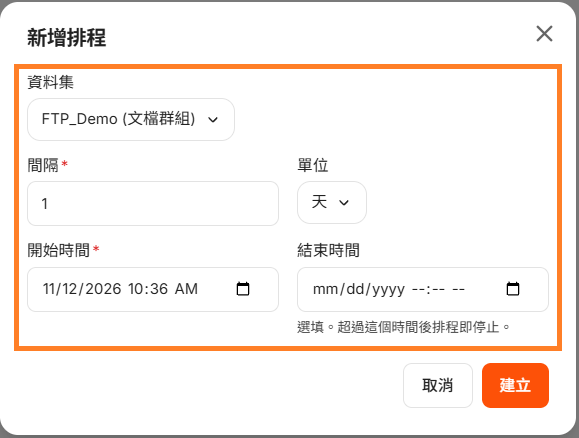 新增排程
資料集
FTP_Demo (文檔群組)
間隔* 單位
1 天
開始時間* 結束時間
11/12/2026 10:36 AM mm/dd/yyyy --:-- --
選填。超過這個時間後排程即停止。
取消 建立